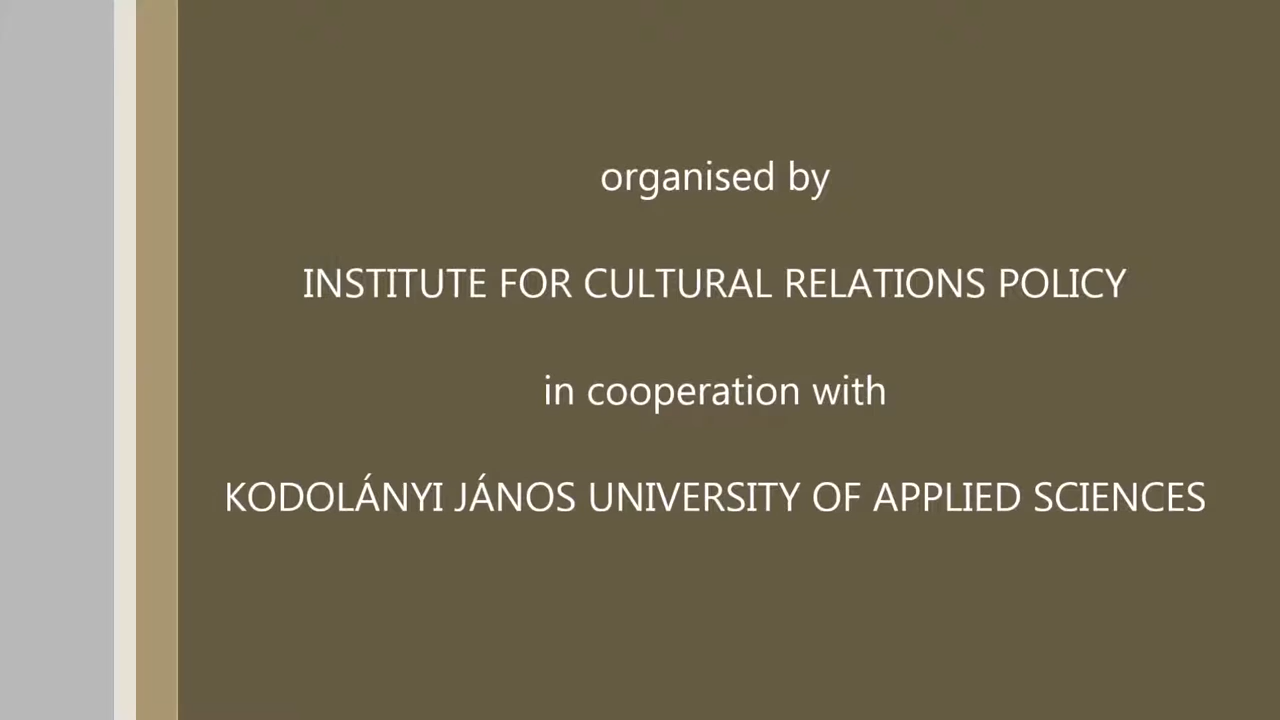 organised by
INSTITUTE FOR CULTURAL RELATIONS POLICY
in cooperation with
KODOLÁNYI JÁNOS UNIVERSITY OF APPLIED SCIENCES